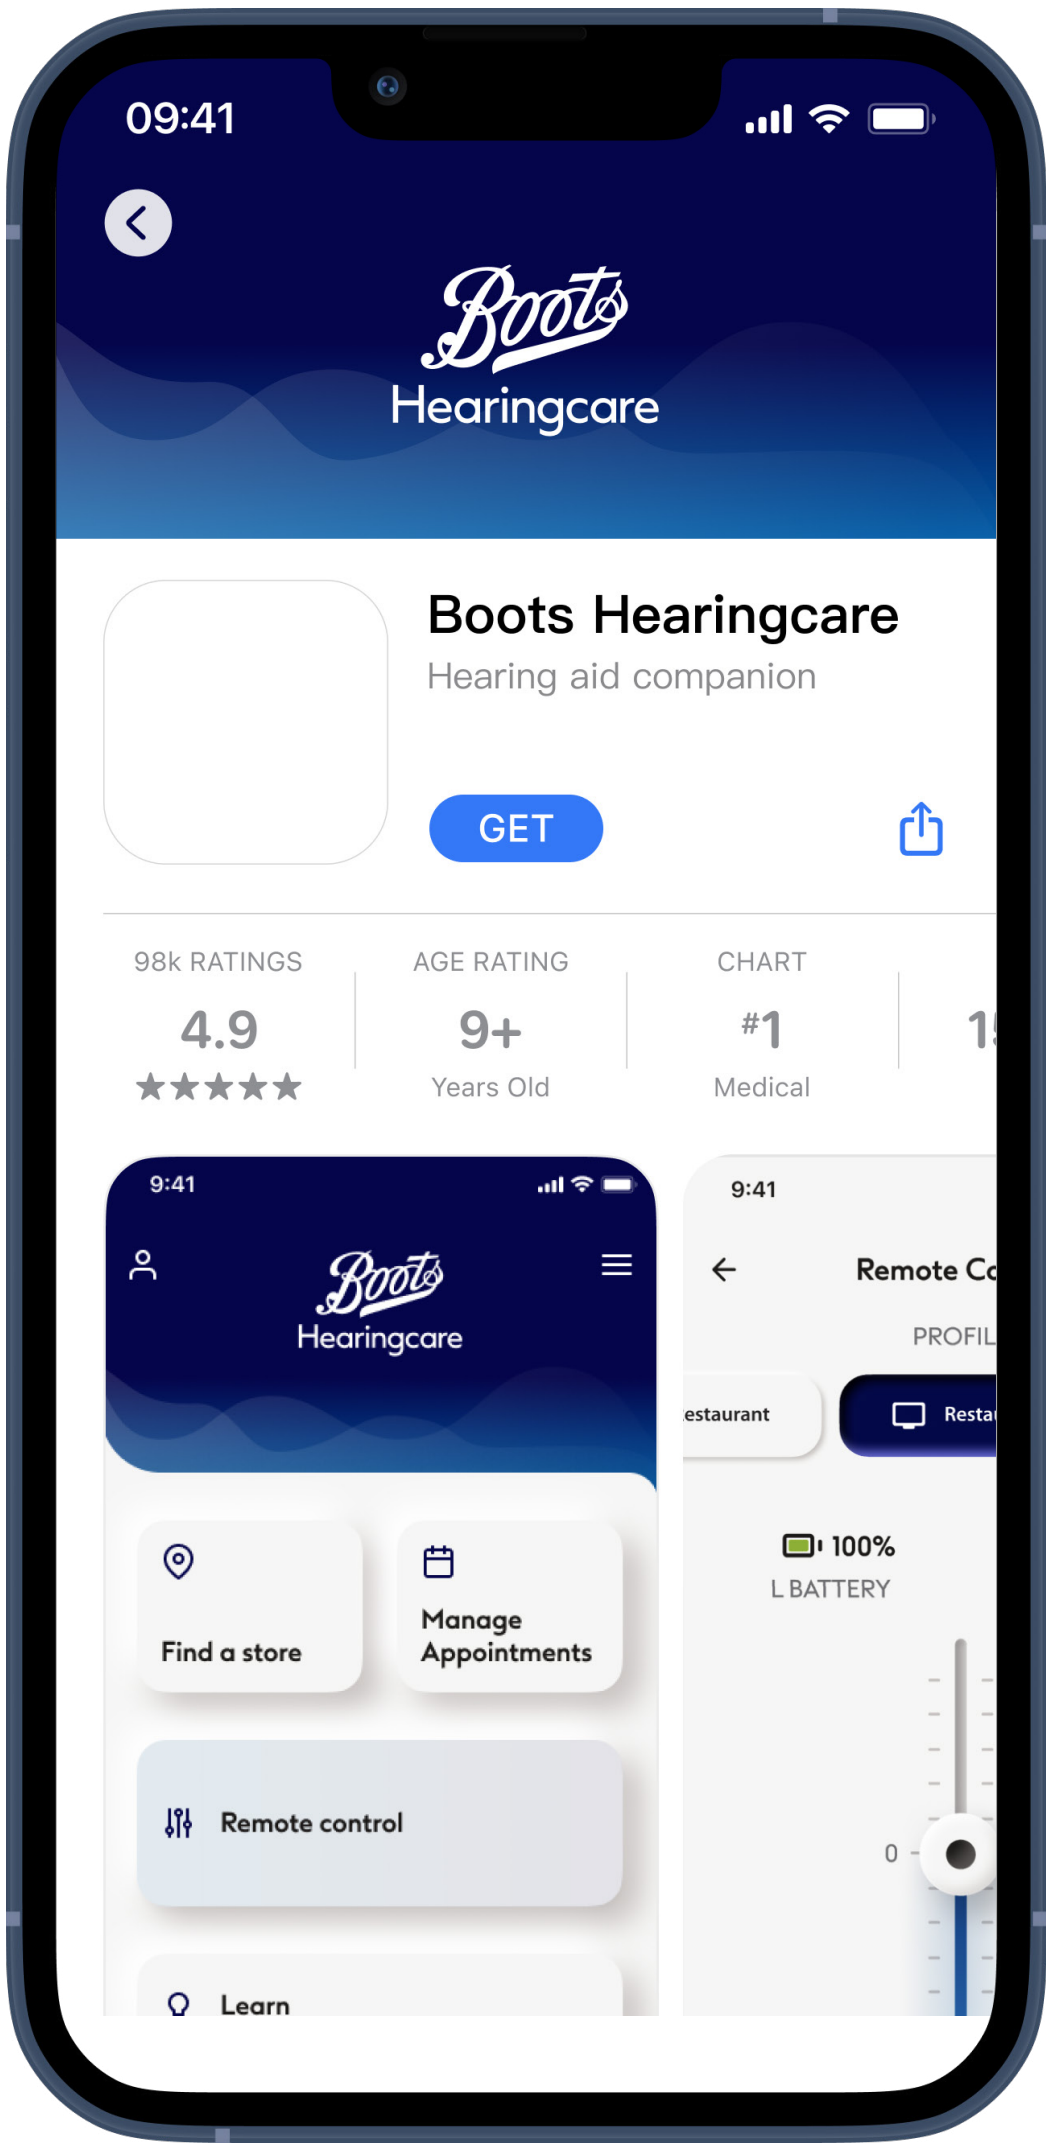 09:41
Boots
Hearingcare
Boots Hearingcare
Hearing aid companion
GET
98k RATINGS
4.9
AGE RATING
9+
Years Old
CHART
#1
Medical
9:41
Boots
Hearingcare
Find a store
Manage
Appointments
Remote control
Learn
9:41
Remote
PROFIL
estaurant
Resta
100%
L BATTERY
0